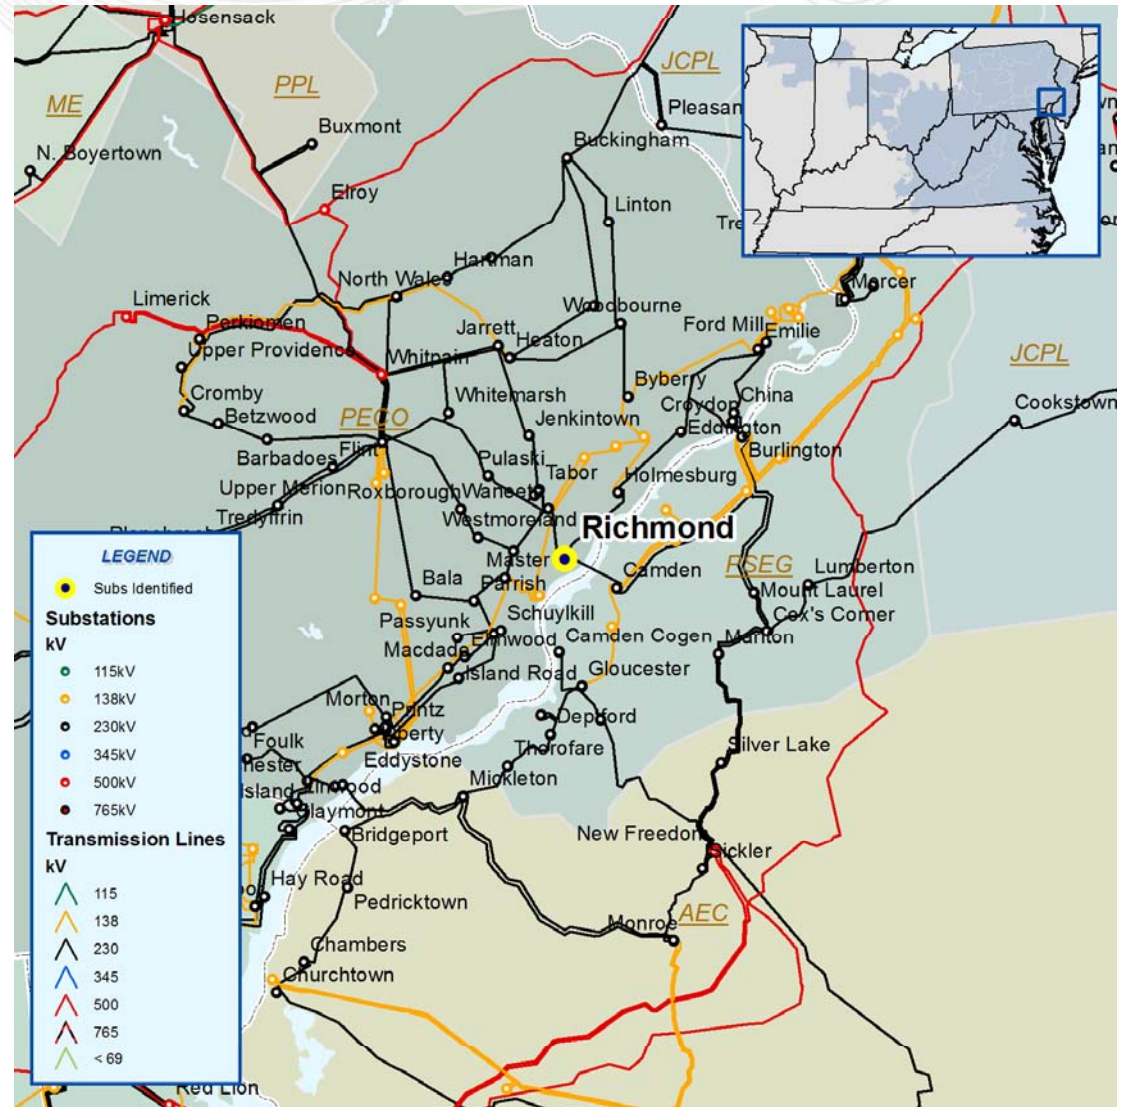 Hosensack
JCPL
PPL
ME
Pleasan
Buxmont
Buckingham
N. Boyertown
Elroy
Linton
Tre
Harman
North Wales
Mercer
Limerick
Woodbourne
Perkiomen
Jarrett
Ford Mill
Emilie
Heaton
Upper Providence
Whitpain
JCPL
Byberry
Cromby
Whitemarsh
China
Croydon
Cookstown
Betzwood
PECO
Jenkintown
Eddington
Flint
Burlington
Barbadoes
Pulaski
Tabor
Holmesburg
Upper Merion
Roxborough
Waneeta
Tredyffrin
Westmoreland
Richmond
Master
PSEG
Lumberton
Bala
Parrish
Camden
Mount Laurel
Passyunk
Schuylkill
Cox's Corner
Elmwood
Camden Cogen
Marlton
Macdade
Island Road
Gloucester
Morton
Printz
Deptford
Foulk
Eddystone
Thorofare
Silver Lake
Mickleton
Linwood
Island
Claymont
Bridgeport
New Freedom
Sickler
Hay Road
Pedricktown
Monroe
AEC
Chambers
Churchtown
Red Lion
LEGEND
Subs Identified
Substations
kV
115kV
138kV
230kV
345kV
500kV
765kV
Transmission Lines
kV
115
138
230
345
500
765
< 69